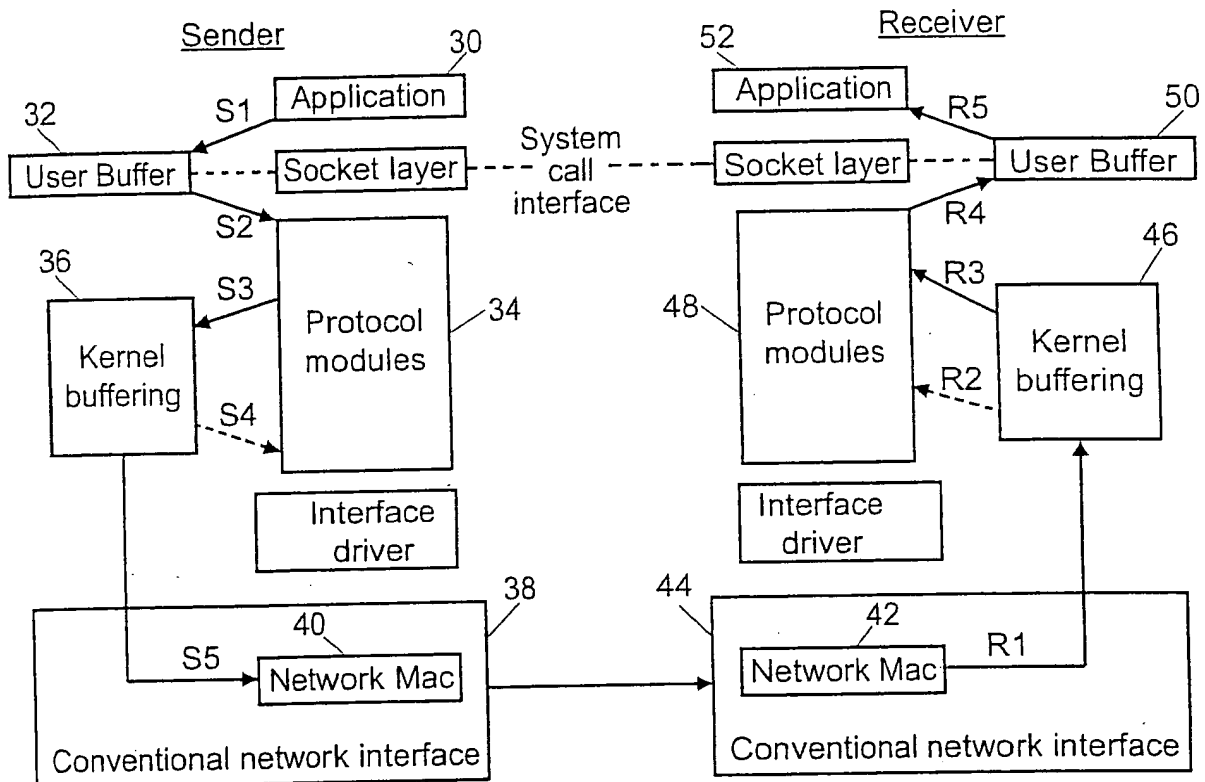 Sender
Receiver
30
52
Application
Application
32
S1
R5
50
User Buffer
Socket layer
System
call
interface
Socket layer
User Buffer
S2
R4
36
S3
R3
46
Kernel
buffering
Protocol
modules
34
48
Protocol
modules
Kernel
buffering
S4
R2
Interface
driver
Interface
driver
38
44
40
42
S5
Network Mac
Network Mac
R1
Conventional network interface
Conventional network interface